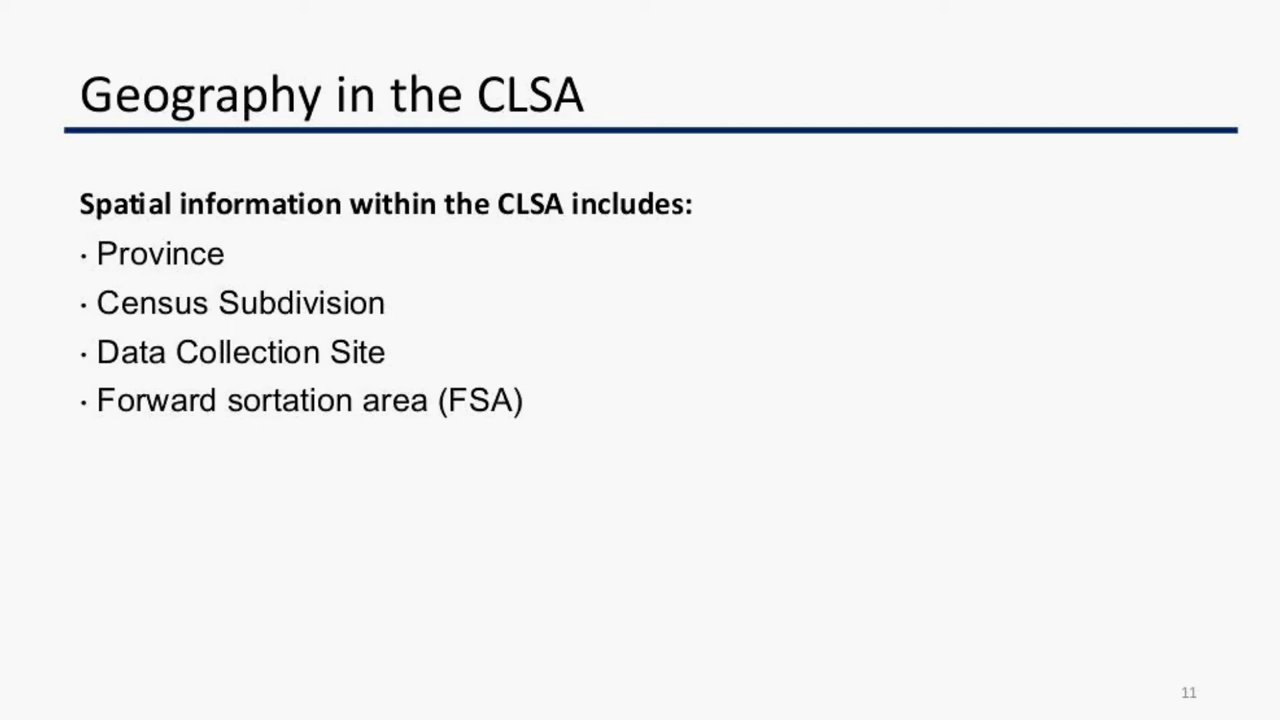 Geography in the CLSA
Spatial information within the CLSA includes:
· Province
· Census Subdivision
· Data Collection Site
· Forward sortation area (FSA)
11